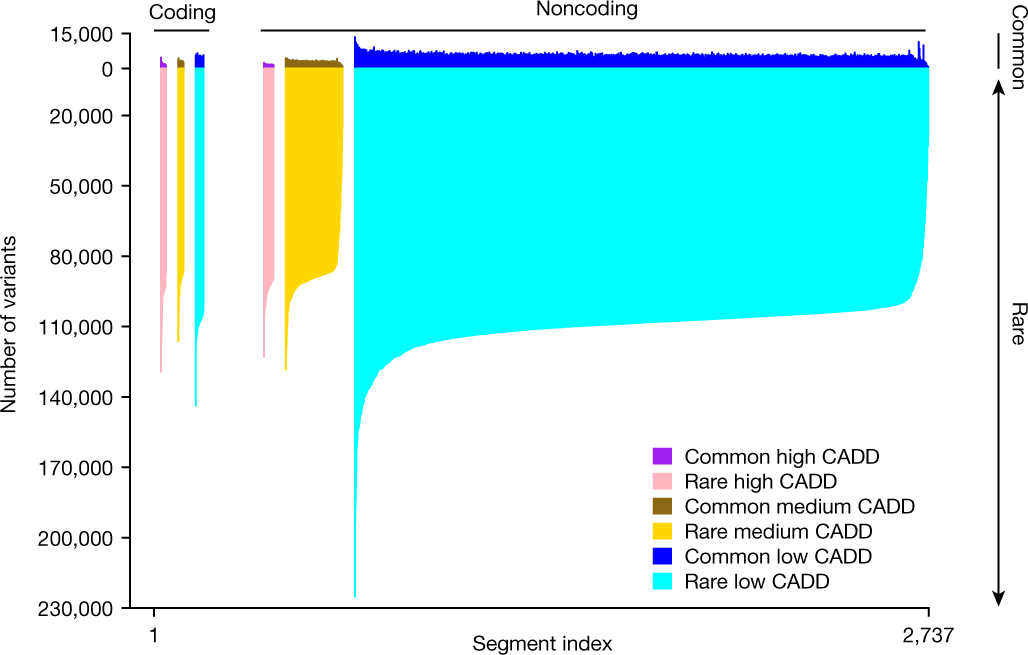 Coding
Noncoding
Common
Rare
15,000
0
20,000
50,000
80,000
110,000
140,000
170,000
200,000
230,000
Number of variants
Common high CADD
Rare high CADD
Common medium CADD
Rare medium CADD
Common low CADD
Rare low CADD
1
2,737
Segment index